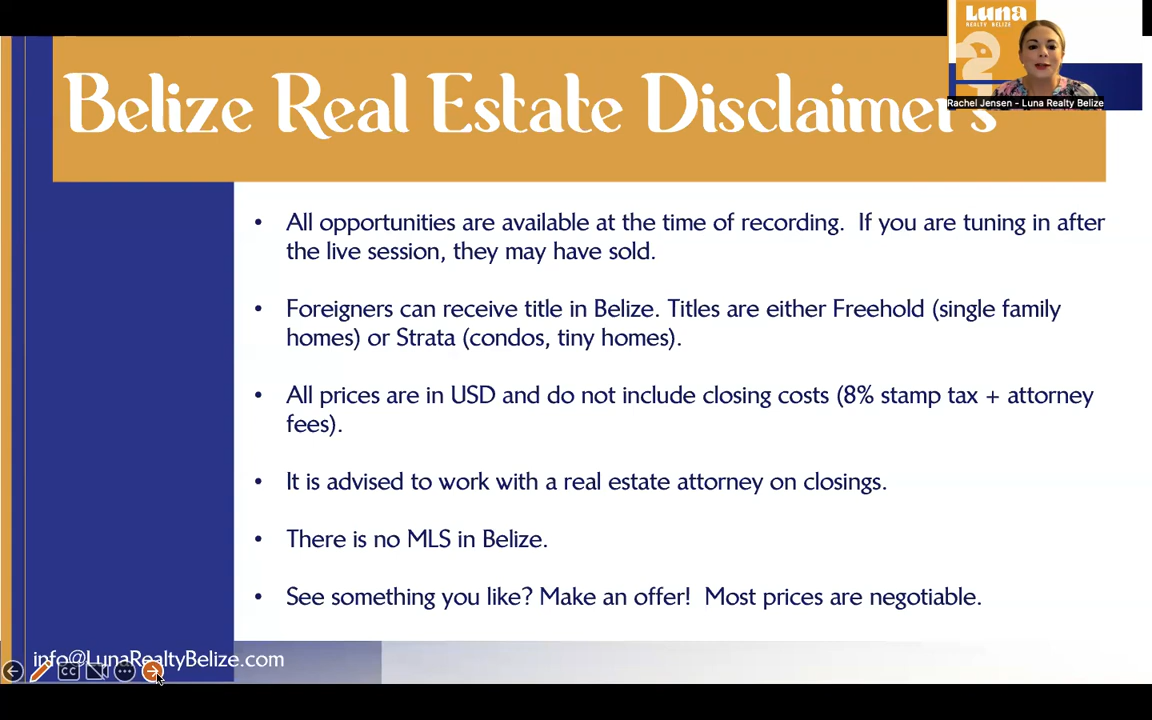 Luna
REALTY BELIZE
Rachel Jensen - Luna Realty Belize
Belize Real Estate Disclaimers
• All opportunities are available at the time of recording.  If you are tuning in after
the live session, they may have sold.
• Foreigners can receive title in Belize. Titles are either Freehold (single family
homes) or Strata (condos, tiny homes).
• All prices are in USD and do not include closing costs (8% stamp tax + attorney
fees).
• It is advised to work with a real estate attorney on closings.
• There is no MLS in Belize.
• See something you like? Make an offer!  Most prices are negotiable.
info@LunaRealtyBelize.com
CC